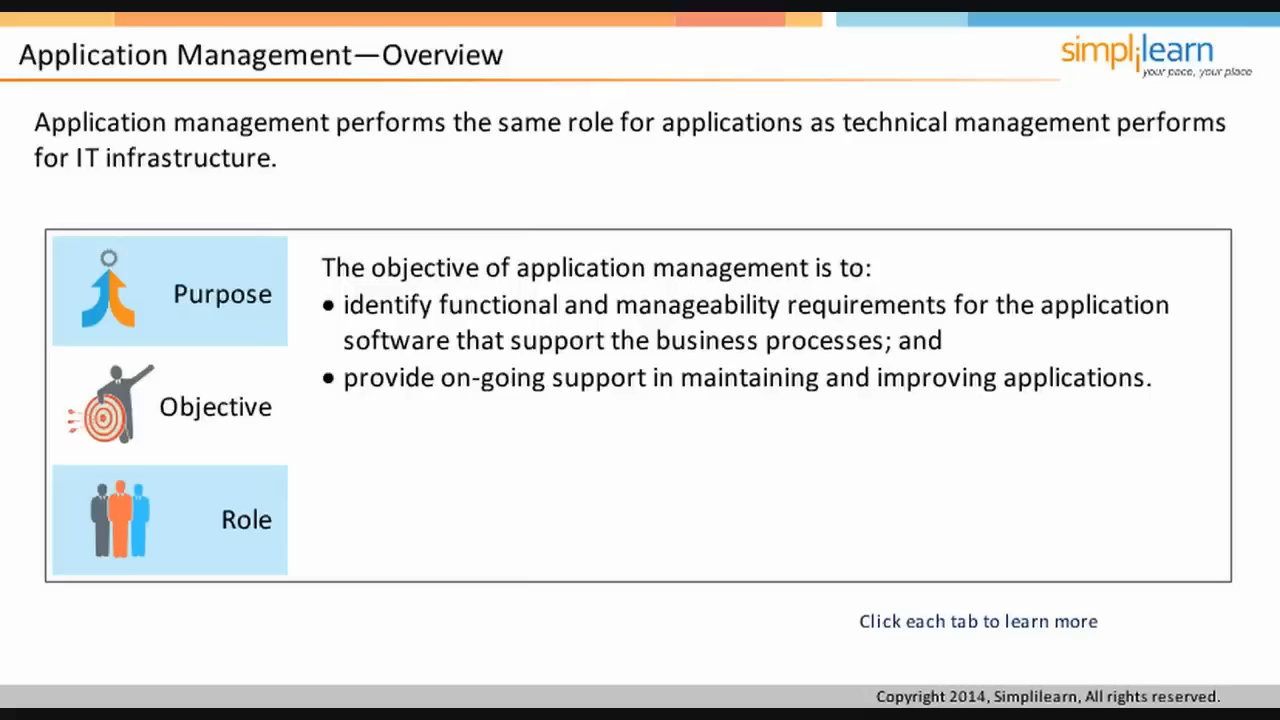 Application Management—Overview
simplilearn
your pace, your place
Application management performs the same role for applications as technical management performs
for IT infrastructure.
Purpose
Objective
Role
The objective of application management is to:
• identify functional and manageability requirements for the application
software that support the business processes; and
• provide on-going support in maintaining and improving applications.
Click each tab to learn more
Copyright 2014, Simplilearn, All rights reserved.